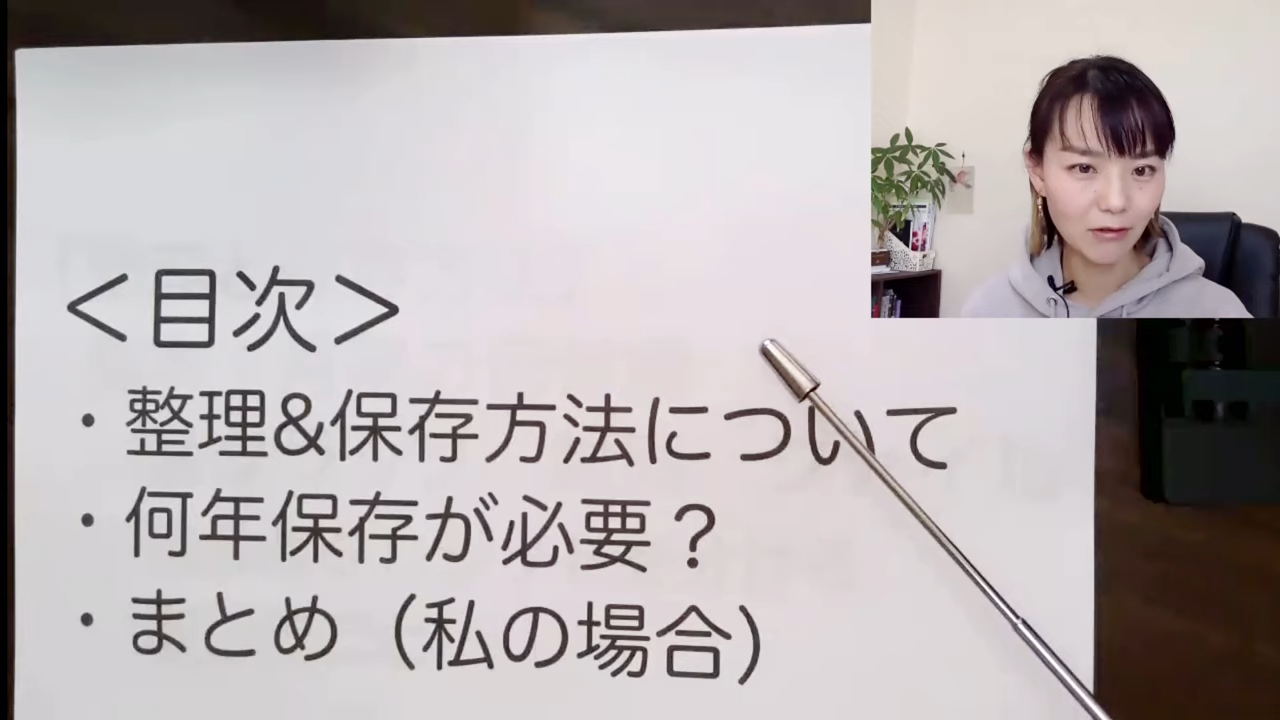 ＜目次＞
・整理&保存方法について
・何年保存が必要？
・まとめ（私の場合）